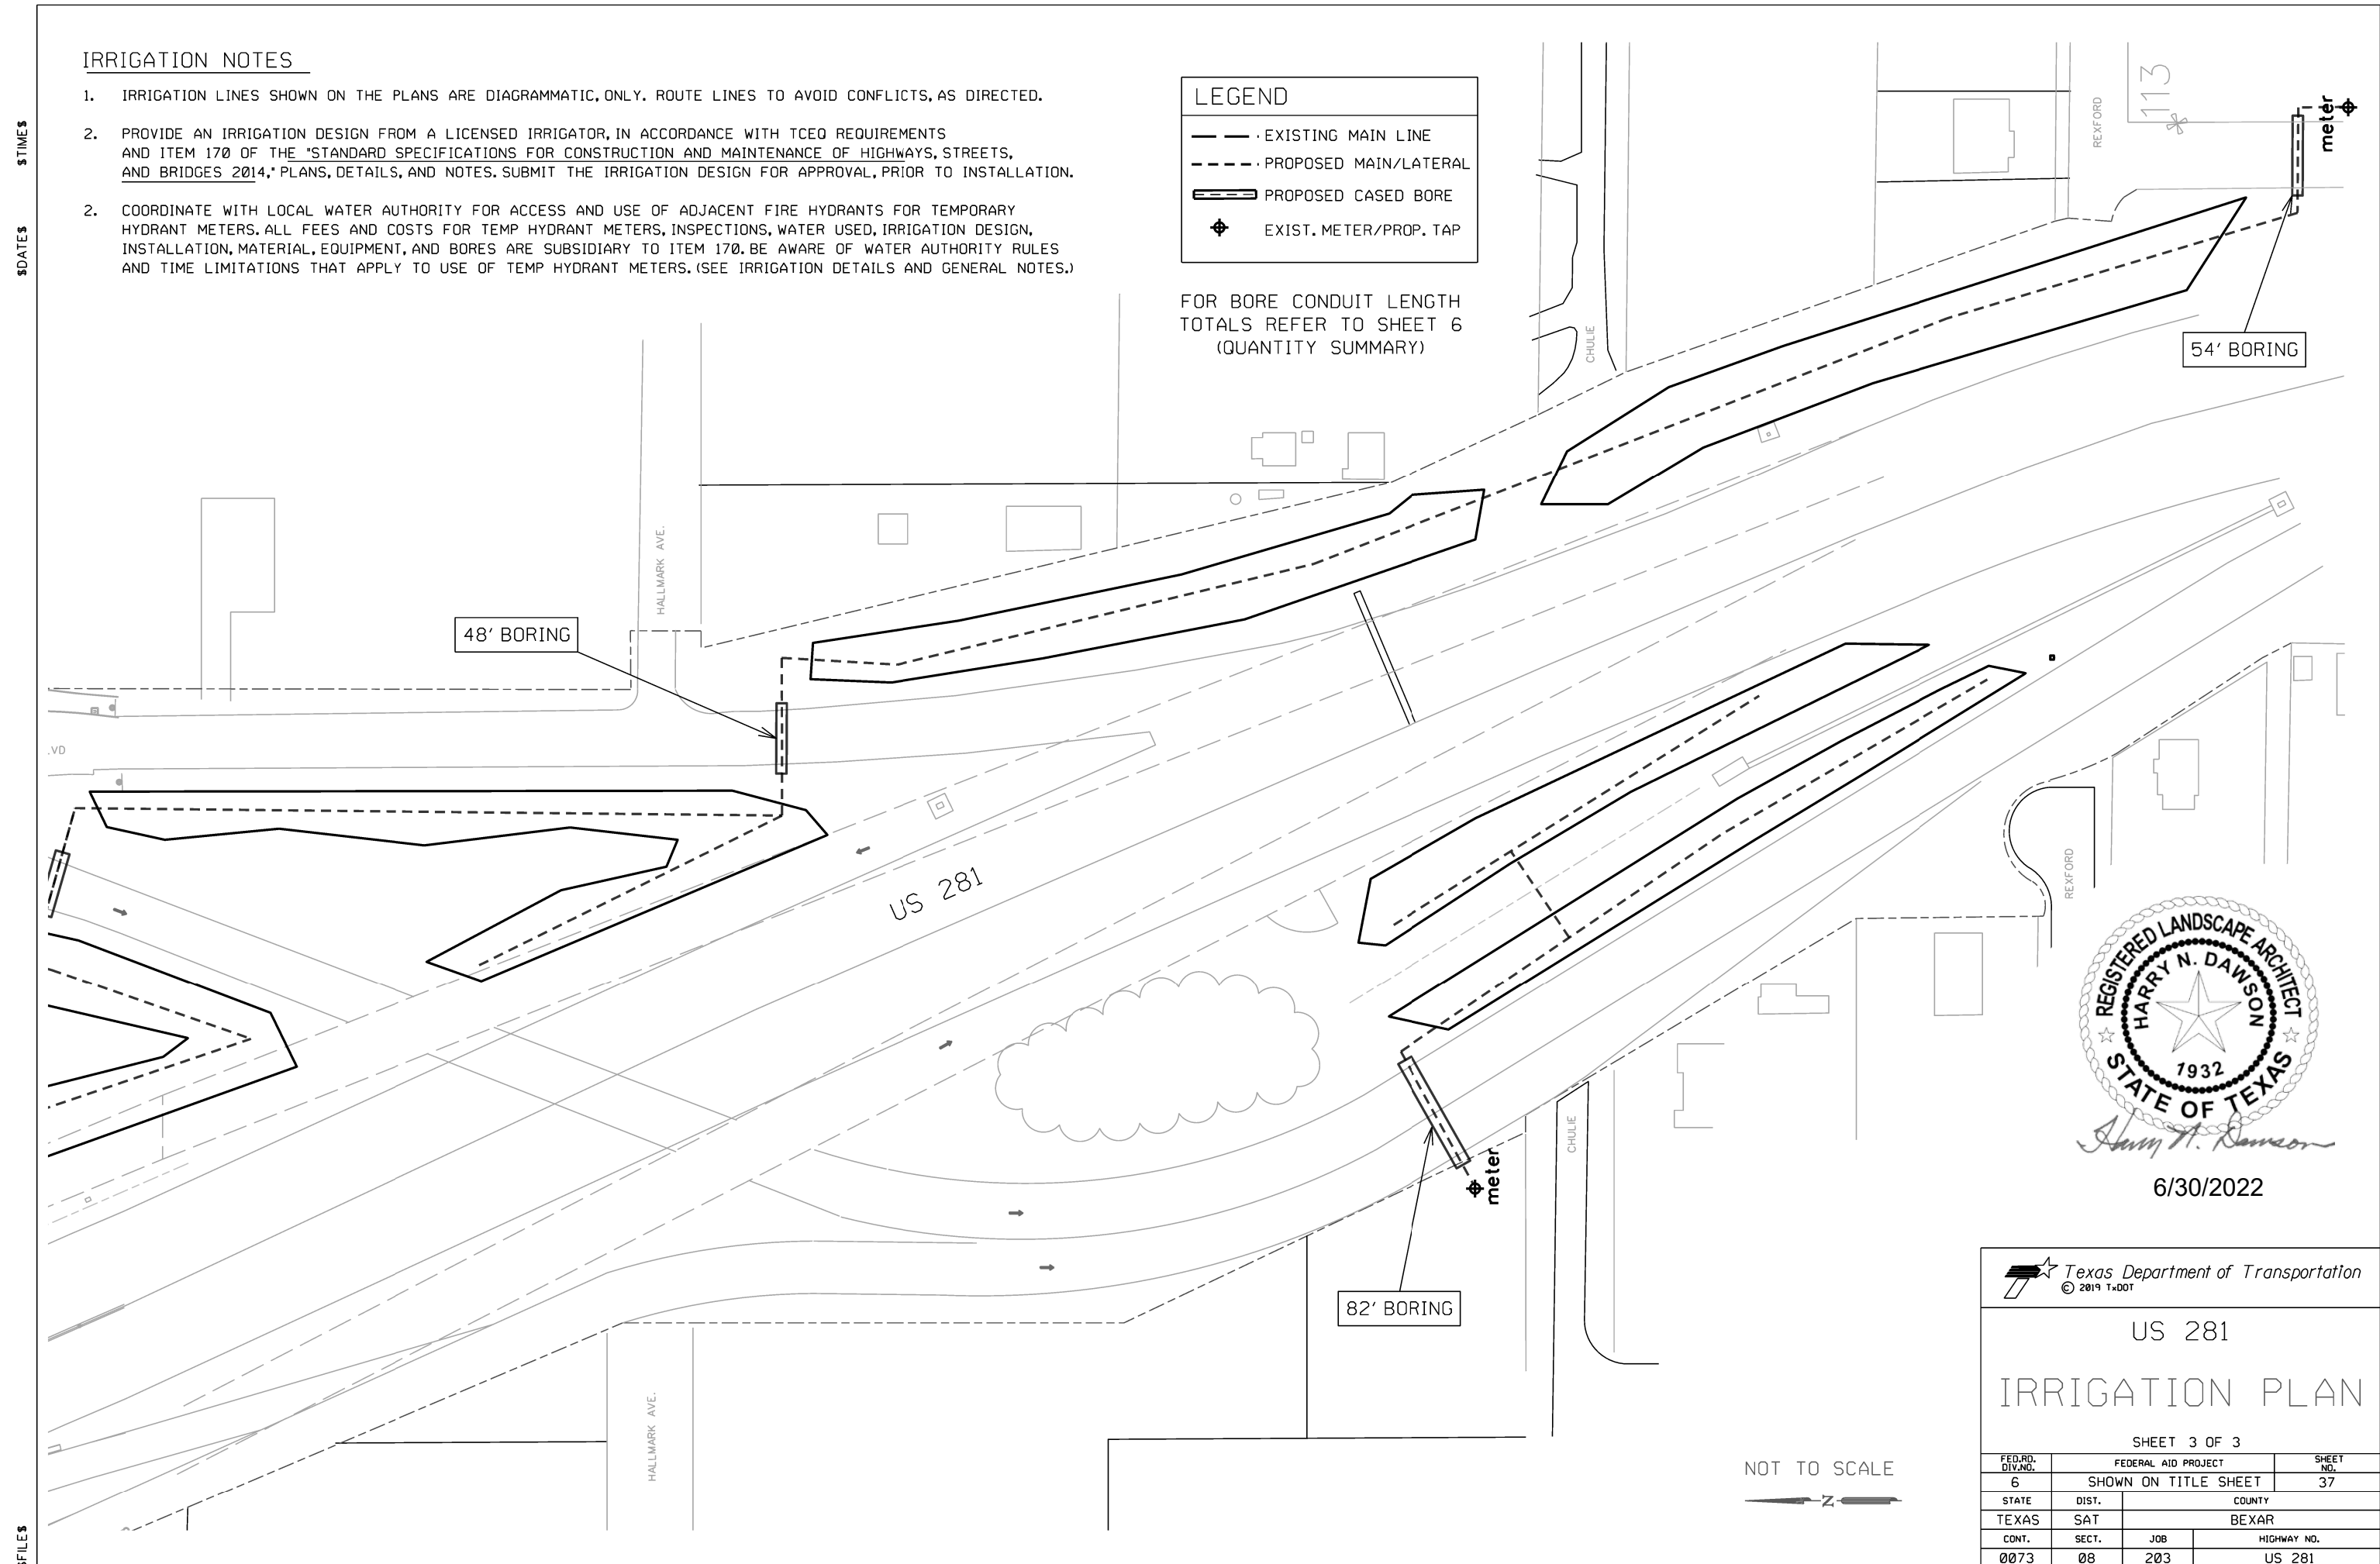 IRRIGATION NOTES
1. IRRIGATION LINES SHOWN ON THE PLANS ARE DIAGRAMMATIC, ONLY. ROUTE LINES TO AVOID CONFLICTS, AS DIRECTED.
2. PROVIDE AN IRRIGATION DESIGN FROM A LICENSED IRRIGATOR, IN ACCORDANCE WITH TCEQ REQUIREMENTS
AND ITEM 170 OF THE "STANDARD SPECIFICATIONS FOR CONSTRUCTION AND MAINTENANCE OF HIGHWAYS, STREETS,
AND BRIDGES 2014," PLANS, DETAILS, AND NOTES. SUBMIT THE IRRIGATION DESIGN FOR APPROVAL, PRIOR TO INSTALLATION.
2. COORDINATE WITH LOCAL WATER AUTHORITY FOR ACCESS AND USE OF ADJACENT FIRE HYDRANTS FOR TEMPORARY
HYDRANT METERS. ALL FEES AND COSTS FOR TEMP HYDRANT METERS, INSPECTIONS, WATER USED, IRRIGATION DESIGN,
INSTALLATION, MATERIAL, EQUIPMENT, AND BORES ARE SUBSIDIARY TO ITEM 170. BE AWARE OF WATER AUTHORITY RULES
AND TIME LIMITATIONS THAT APPLY TO USE OF TEMP HYDRANT METERS. (SEE IRRIGATION DETAILS AND GENERAL NOTES.)
$TIME$
$DATE$
LEGEND
EXISTING MAIN LINE
PROPOSED MAIN/LATERAL
PROPOSED CASED BORE
EXIST. METER/PROP. TAP
FOR BORE CONDUIT LENGTH
TOTALS REFER TO SHEET 6
(QUANTITY SUMMARY)
CHULIE
REXFORD
113
meter
54' BORING
HALLMARK AVE.
48' BORING
LVD
US 281
REXFORD
CHULIE
meter
82' BORING
HALLMARK AVE.
REGISTERED LANDSCAPE ARCHITECT
HARRY N. DAWSON
1932
STATE OF TEXAS
Harry N. Dawson
6/30/2022
NOT TO SCALE
N
Texas Department of Transportation
© 2019 TxDOT
US 281
IRRIGATION PLAN
SHEET 3 OF 3
FED.RD. DIV.NO. FEDERAL AID PROJECT SHEET NO.
6 SHOWN ON TITLE SHEET 37
STATE DIST. COUNTY
TEXAS SAT BEXAR
CONT. SECT. JOB HIGHWAY NO.
0073 08 203 US 281
$FILE$